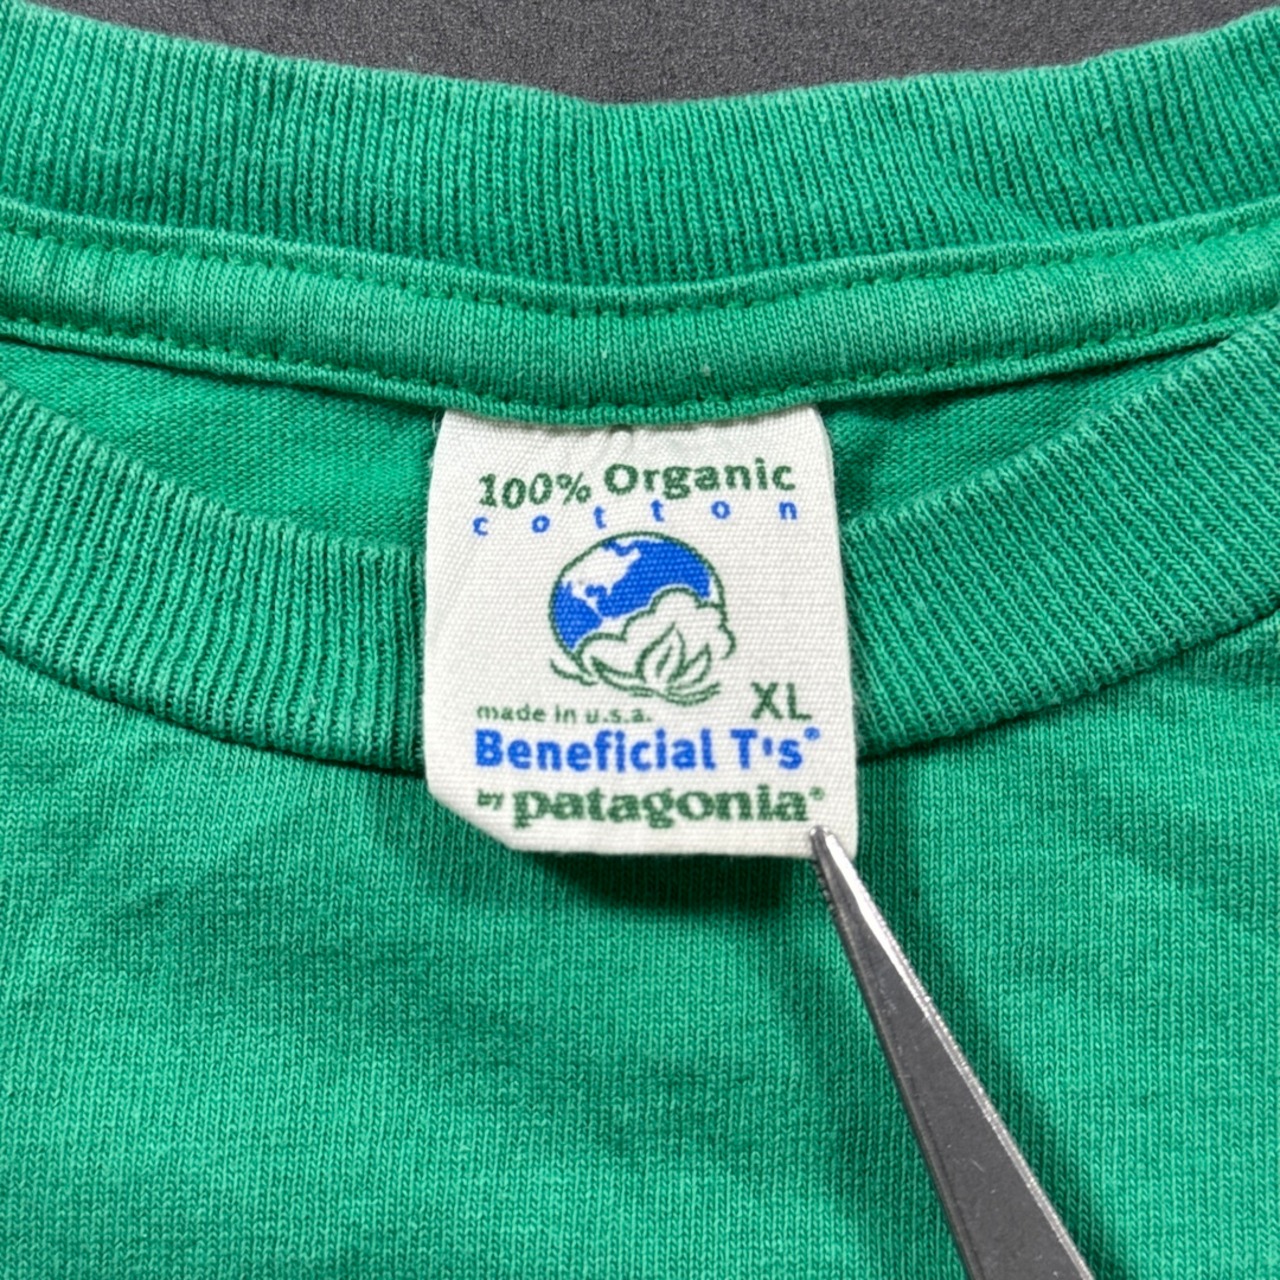 100% Organic
cotton
XL
made in u.s.a.
Beneficial T's®
by patagonia®